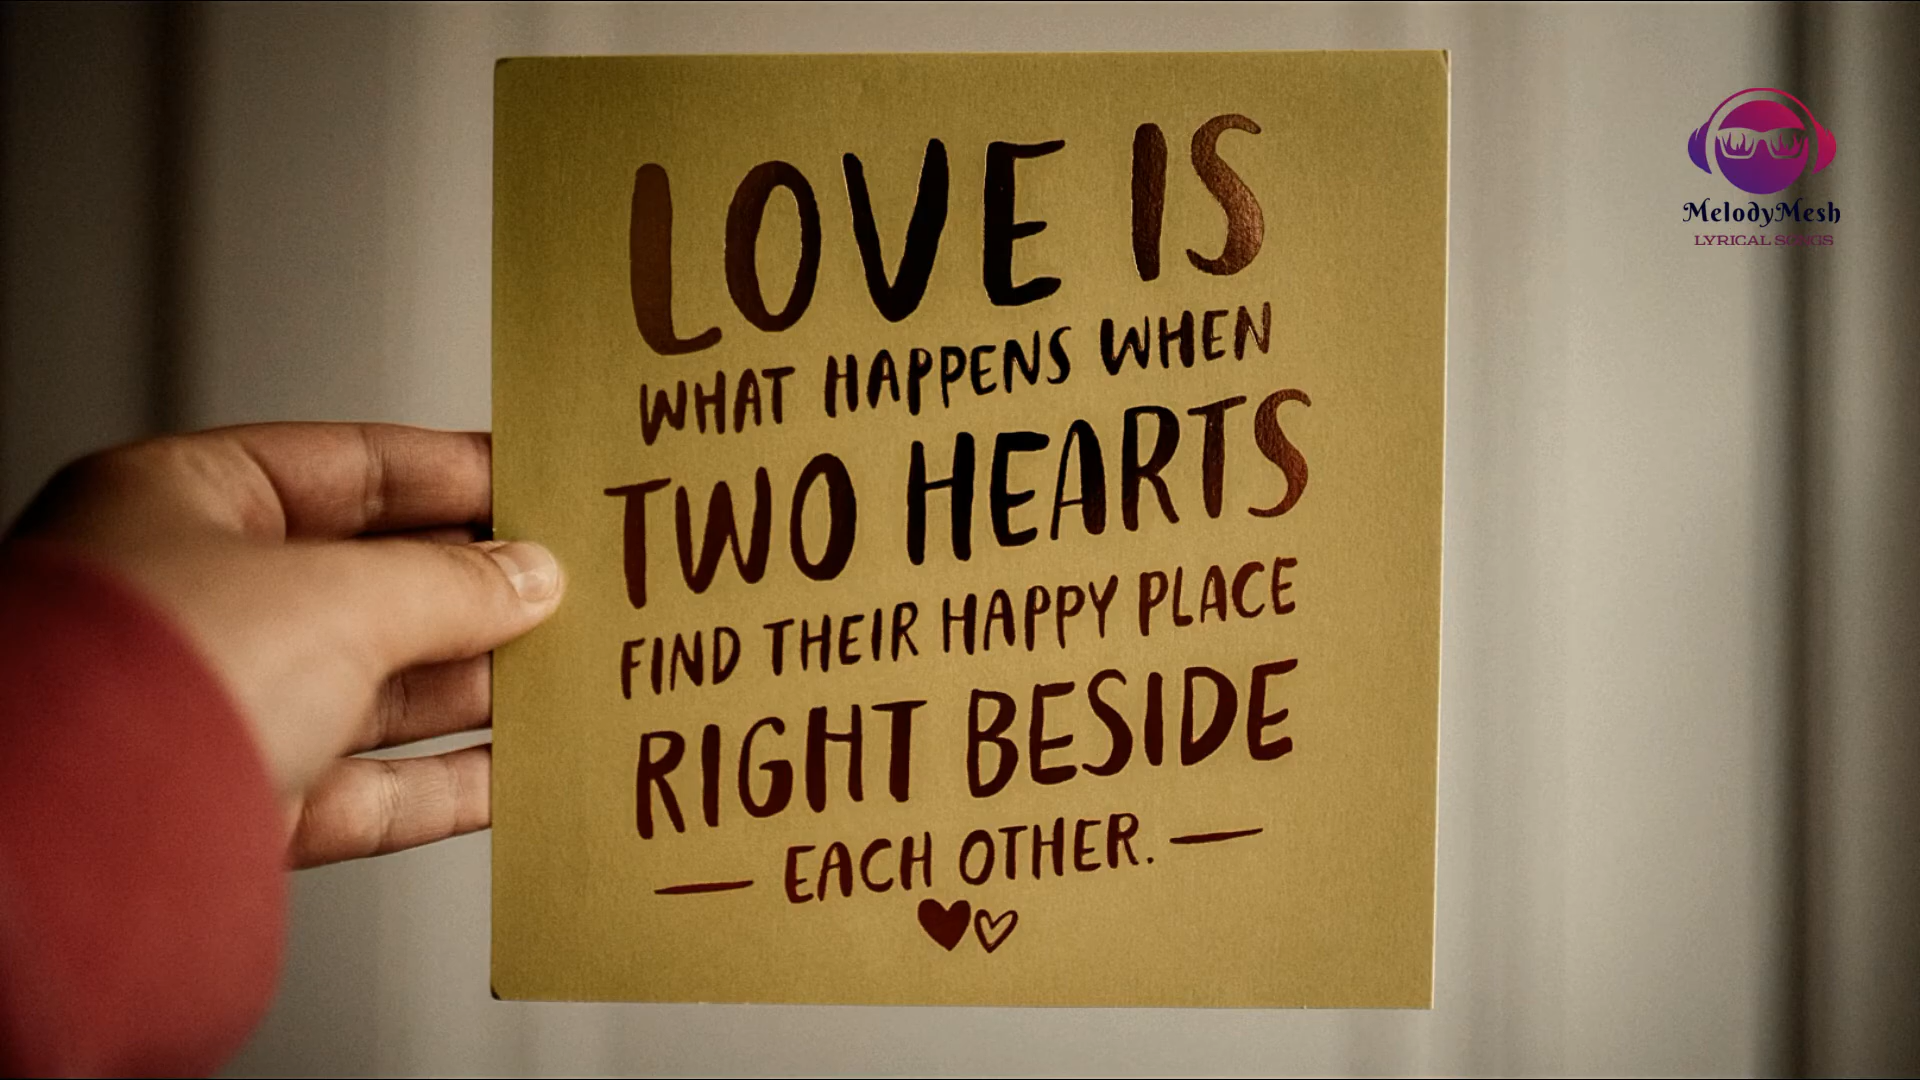 LOVE IS
WHAT HAPPENS WHEN
TWO HEARTS
FIND THEIR HAPPY PLACE
RIGHT BESIDE
EACH OTHER.
MelodyMesh
LYRICAL SONGS